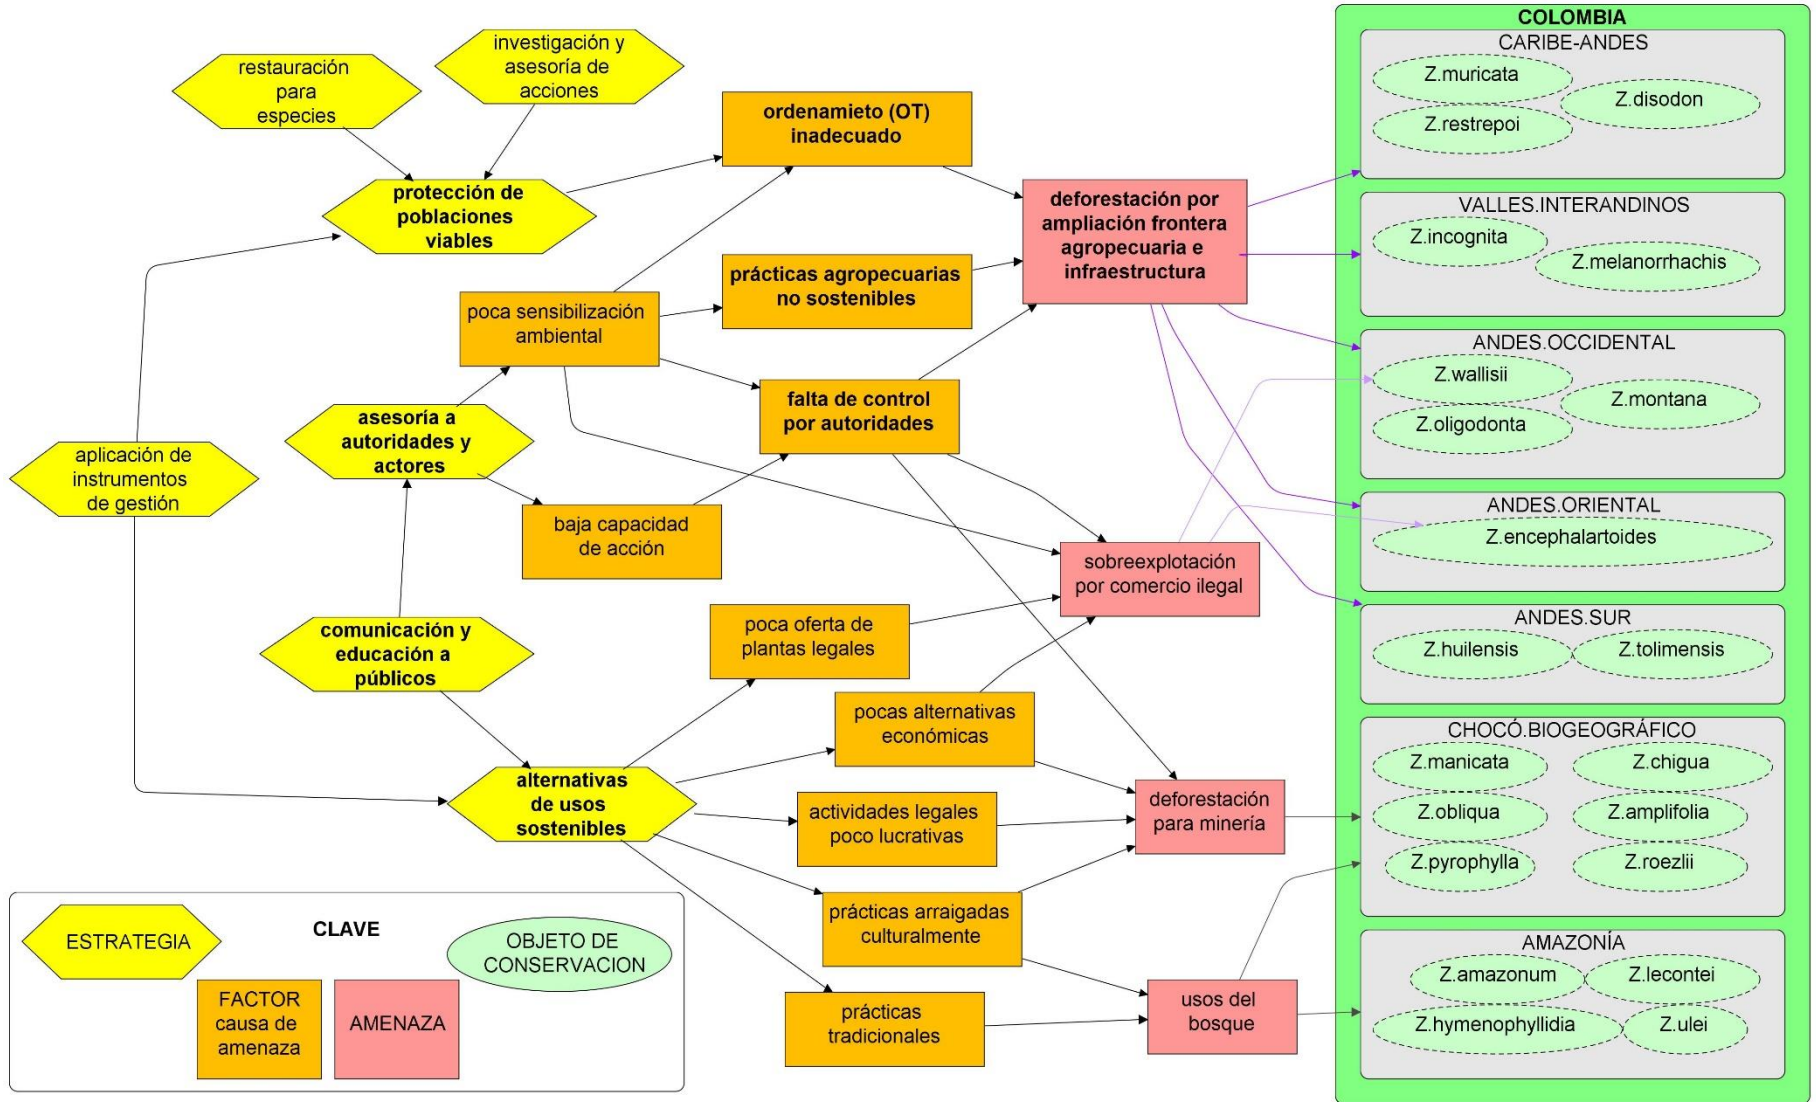 restauración
para
especies
investigación y
asesoría de
acciones
protección de
poblaciones
viables
aplicación de
instrumentos
de gestión
asesoría a
autoridades y
actores
comunicación y
educación a
públicos
alternativas
de usos
sostenibles
ordenamieto (OT)
inadecuado
prácticas agropecuarias
no sostenibles
poca sensibilización
ambiental
falta de control
por autoridades
baja capacidad
de acción
poca oferta de
plantas legales
pocas alternativas
económicas
actividades legales
poco lucrativas
prácticas arraigadas
culturalmente
prácticas
tradicionales
deforestación por
ampliación frontera
agropecuaria e
infraestructura
sobreexplotación
por comercio ilegal
deforestación
para minería
usos del
bosque
COLOMBIA
CARIBE-ANDES
Z.muricata
Z.disodon
Z.restrepoi
VALLES.INTERANDINOS
Z.incognita
Z.melanorrhachis
ANDES.OCCIDENTAL
Z.wallisii
Z.montana
Z.oligodonta
ANDES.ORIENTAL
Z.encephalartoides
ANDES.SUR
Z.huilensis
Z.tolimensis
CHOCÓ.BIOGEOGRÁFICO
Z.manicata
Z.chigua
Z.obliqua
Z.amplifolia
Z.pyrophylla
Z.roezlii
AMAZONÍA
Z.amazonum
Z.lecontei
Z.hymenophyllidia
Z.ulei
CLAVE
ESTRATEGIA
OBJETO DE
CONSERVACION
FACTOR
causa de
amenaza
AMENAZA